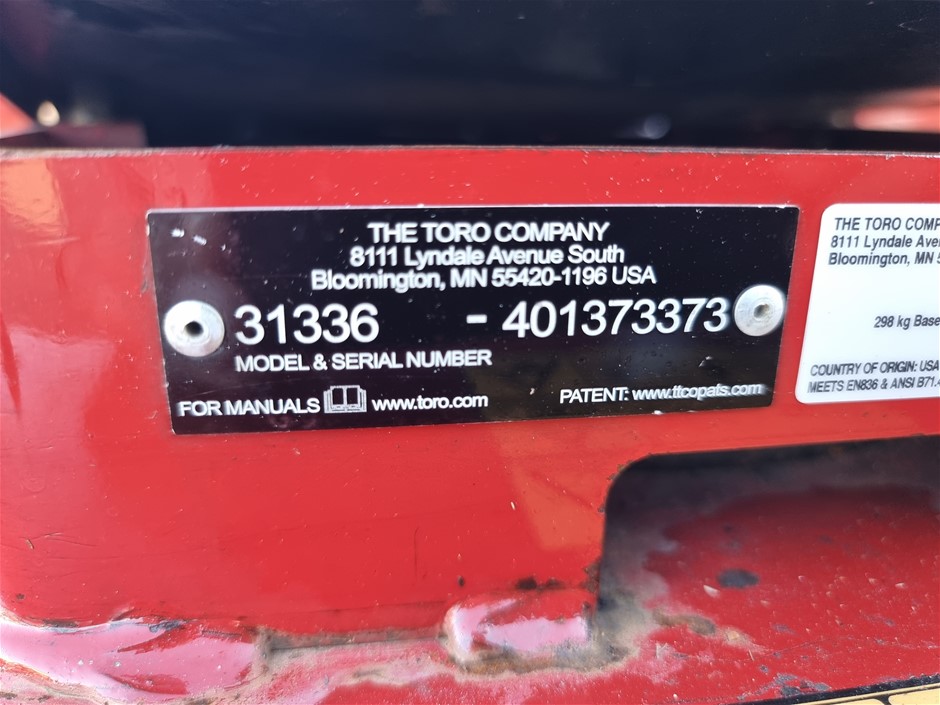 THE TORO COMPANY
8111 Lyndale Avenue South
Bloomington, MN 55420-1196 USA
31336 - 401373373
MODEL & SERIAL NUMBER
FOR MANUALS www.toro.com
PATENT: www.ttcopats.com
THE TORO
8111 Lyndale
Bloomington, MN
298 kg Base
COUNTRY OF ORIGIN: USA
MEETS EN836 & ANSI B71.4